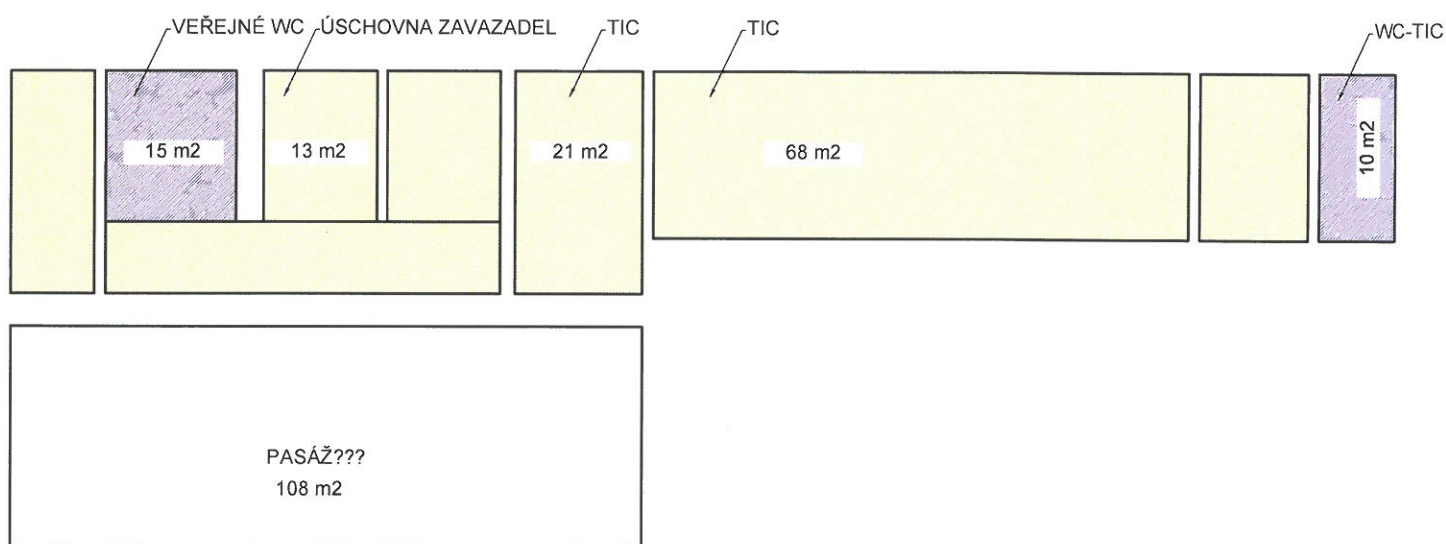 VEŘEJNÉ WC
ÚSCHOVNA ZAVAZADEL
TIC
TIC
WC-TIC
15 m2
13 m2
21 m2
68 m2
10 m2
PASÁŽ???
108 m2